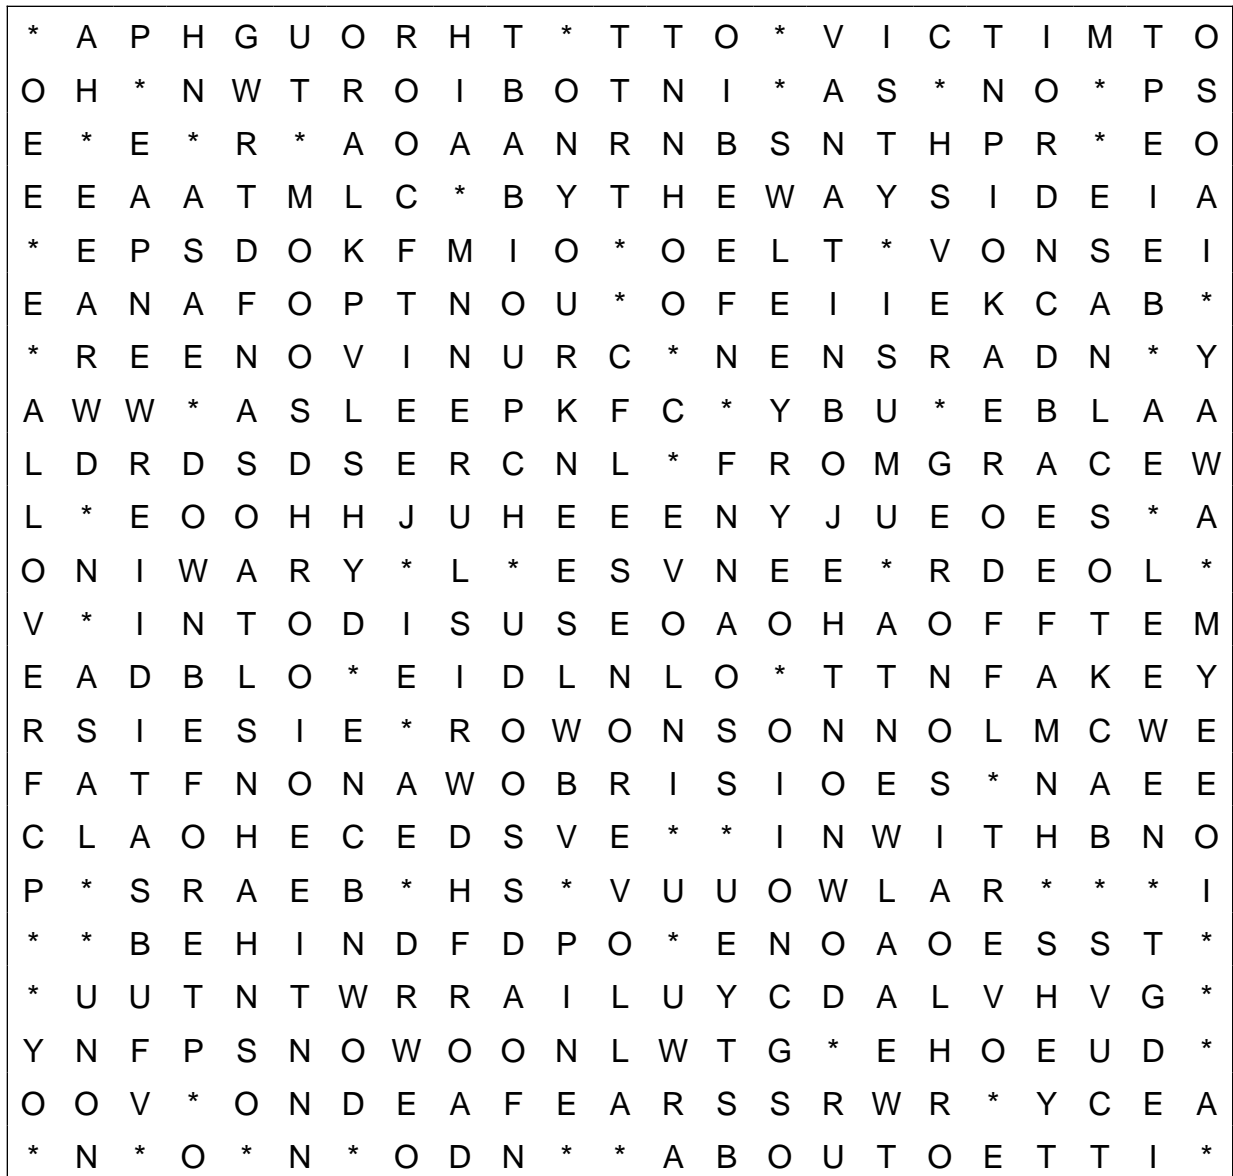 * A P H G U O R H T * T T O * V I C T I M T O
O H * N W T R O I B O T N I * A S * N O * P S
E * E * R * A O A A N R N B S N T H P R * E O
E E A A T M L C * B Y T H E W A Y S I D E I A
* E P S D O K F M I O * O E L T * V O N S E I
E A N A F O P T N O U * O F E I I E K C A B *
* R E E N O V I N U R C * N E N S R A D N * Y
A W W * A S L E E P K F C * Y B U * E B L A A
L D R D S D S E R C N L * F R O M G R A C E W
L * E O O H H J U H E E E N Y J U E O E S * A
O N I W A R Y * L * E S V N E E * R D E O L *
V * I N T O D I S U S E O A O H A O F F T E M
E A D B L O * E I D L N L O * T T N F A K E Y
R S I E S I E * R O W O N S O N N O L M C W E
F A T F N O N A W O B R I S I O E S * N A E E
C L A O H E C E D S V E * * I N W I T H B N O
P * S R A E B * H S * V U U O W L A R * * * I
* * B E H I N D F D P O * E N O A O E S S T *
* U U T N T W R R A I L U Y C D A L V H V G *
Y N F P S N O W O O N L W T G * E H O E U D *
O O V * O N D E A F E A R S S R W R * Y C E A
* N * O * N * O D N * * A B O U T O E T T I *